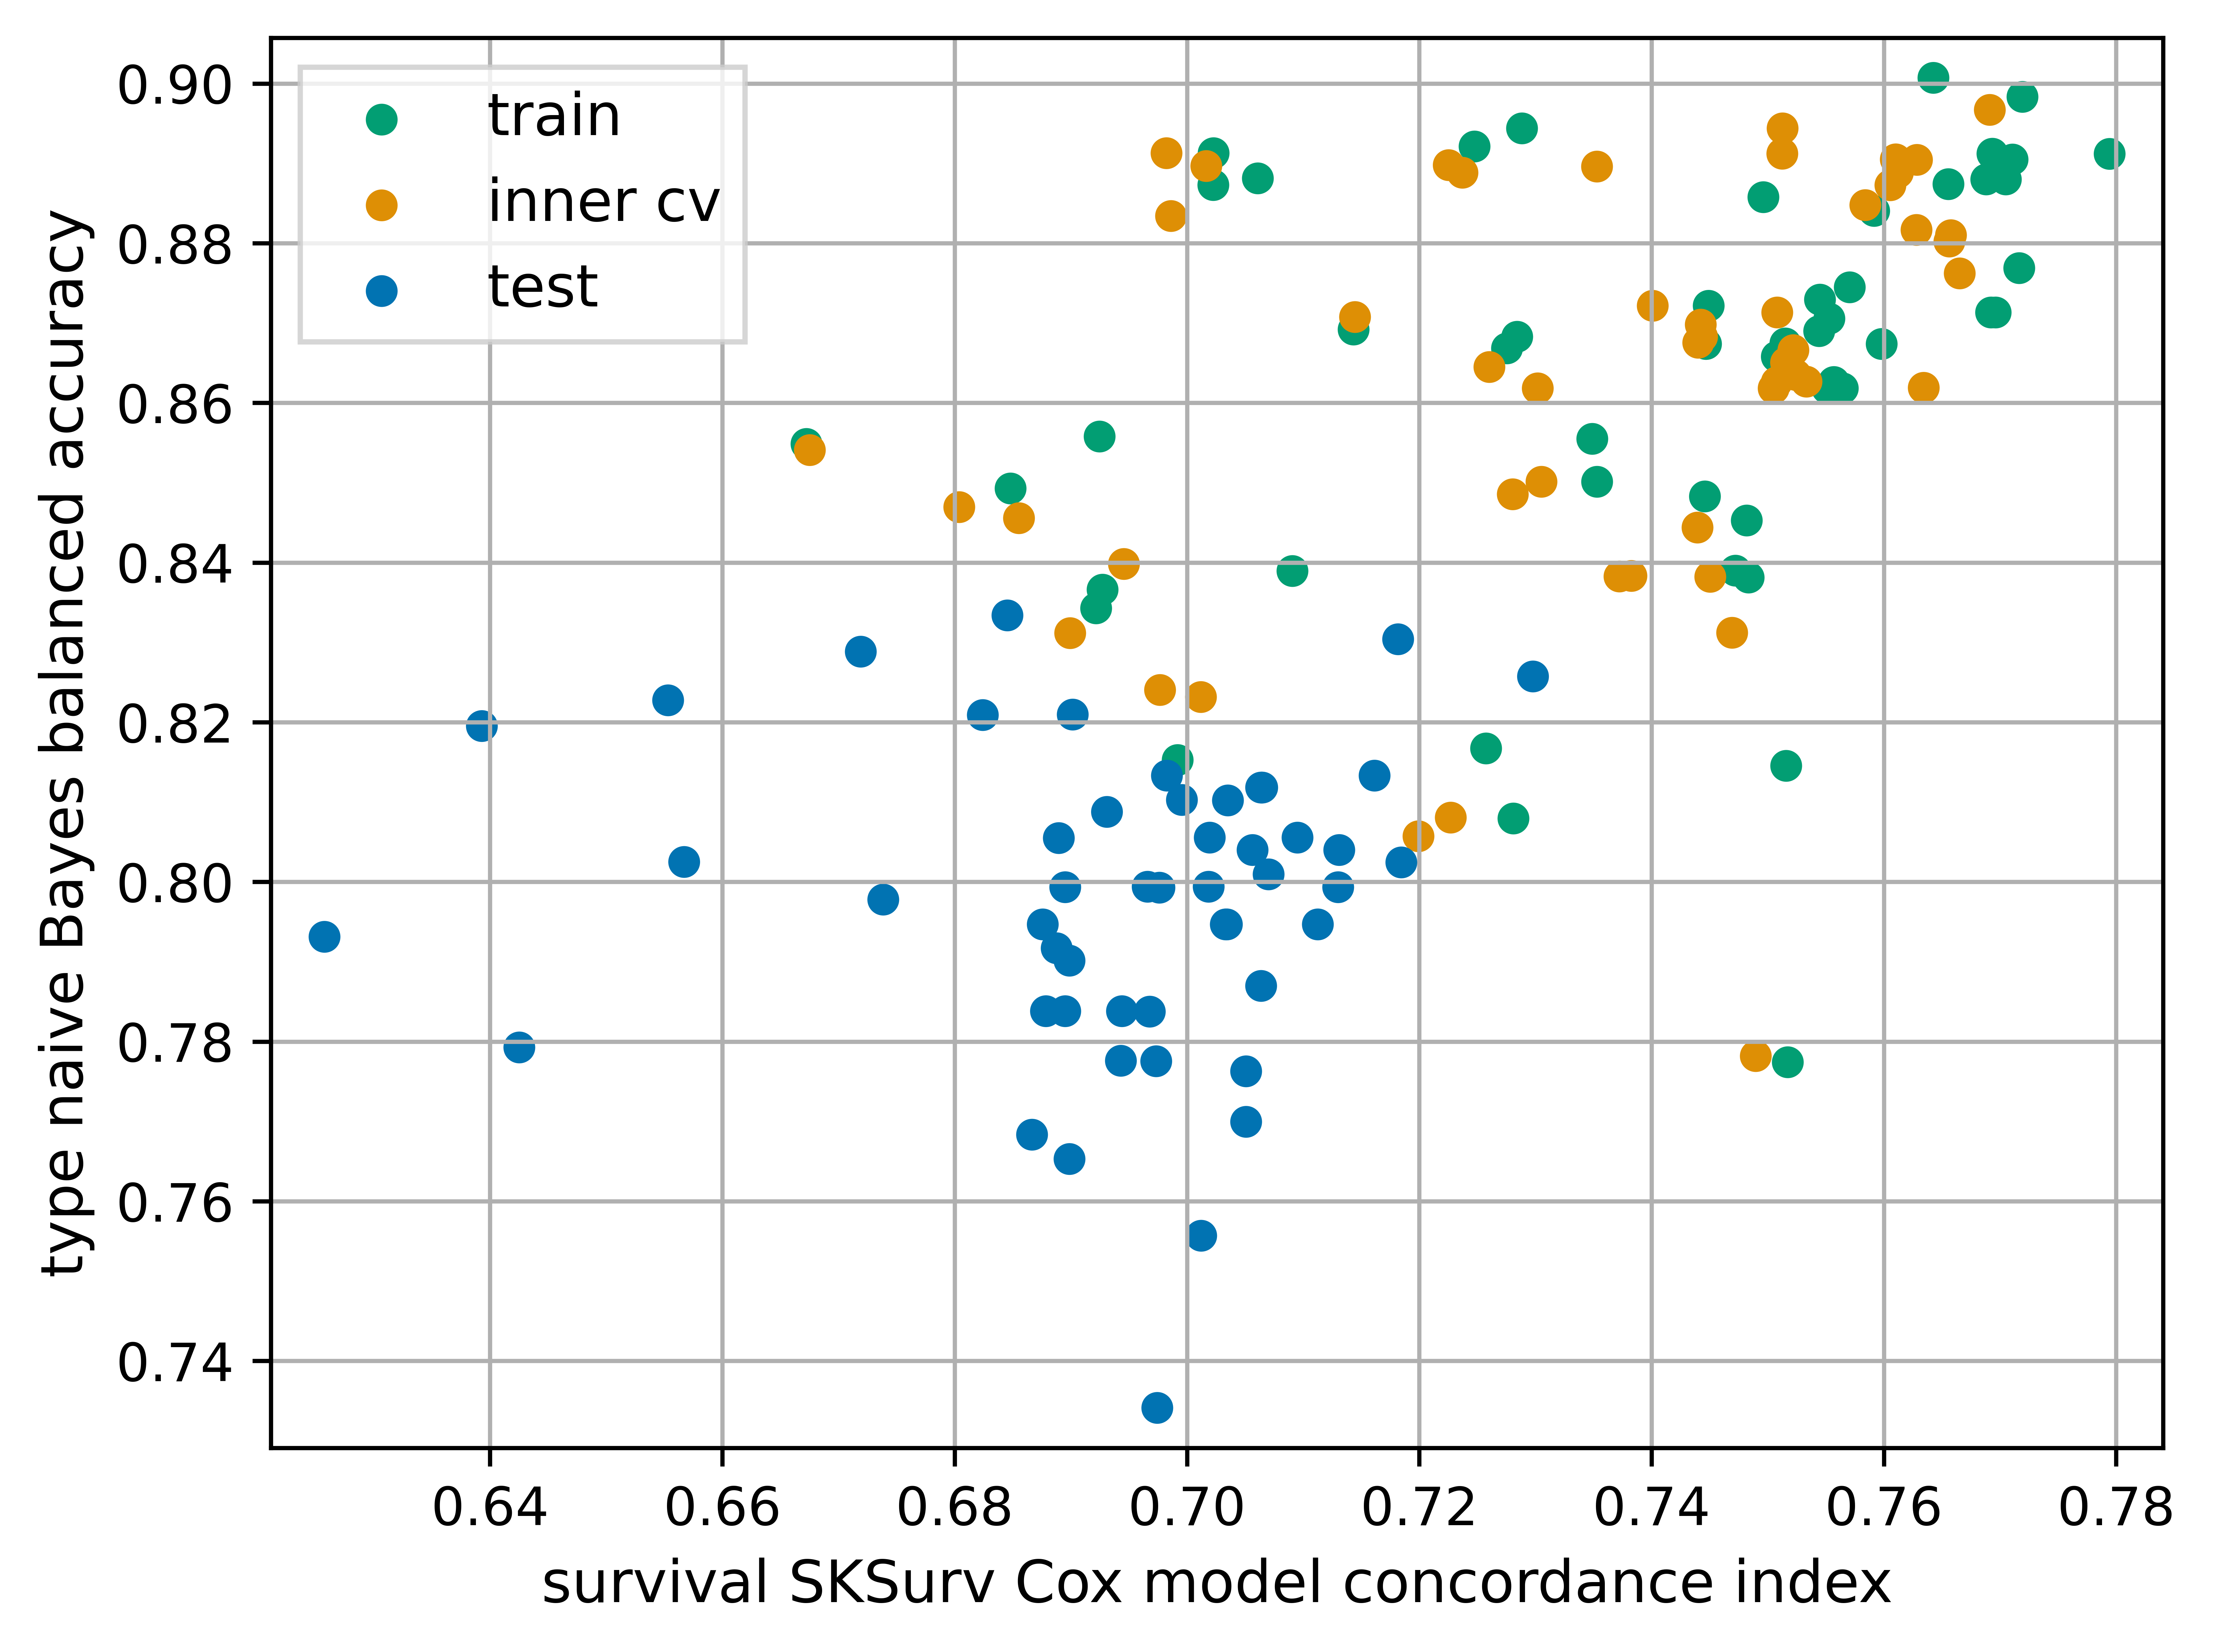 train
inner cv
test
type naive Bayes balanced accuracy
0.90
0.88
0.86
0.84
0.82
0.80
0.78
0.76
0.74
0.64 0.66 0.68 0.70 0.72 0.74 0.76 0.78
survival SKSurv Cox model concordance index